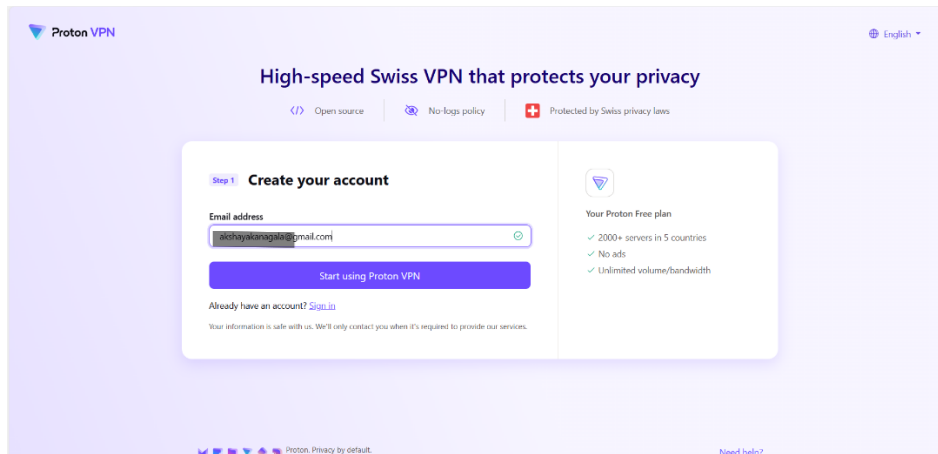 Proton VPN
English
High-speed Swiss VPN that protects your privacy
Open source
No-logs policy
Protected by Swiss privacy laws
Step 1 Create your account
Email address
gmail.com
Start using Proton VPN
Already have an account? Sign in
Your information is safe with us. We'll only contact you when it's required to provide our services.
Your Proton Free plan
2000+ servers in 5 countries
No ads
Unlimited volume/bandwidth
Proton. Privacy by default.
Need help?